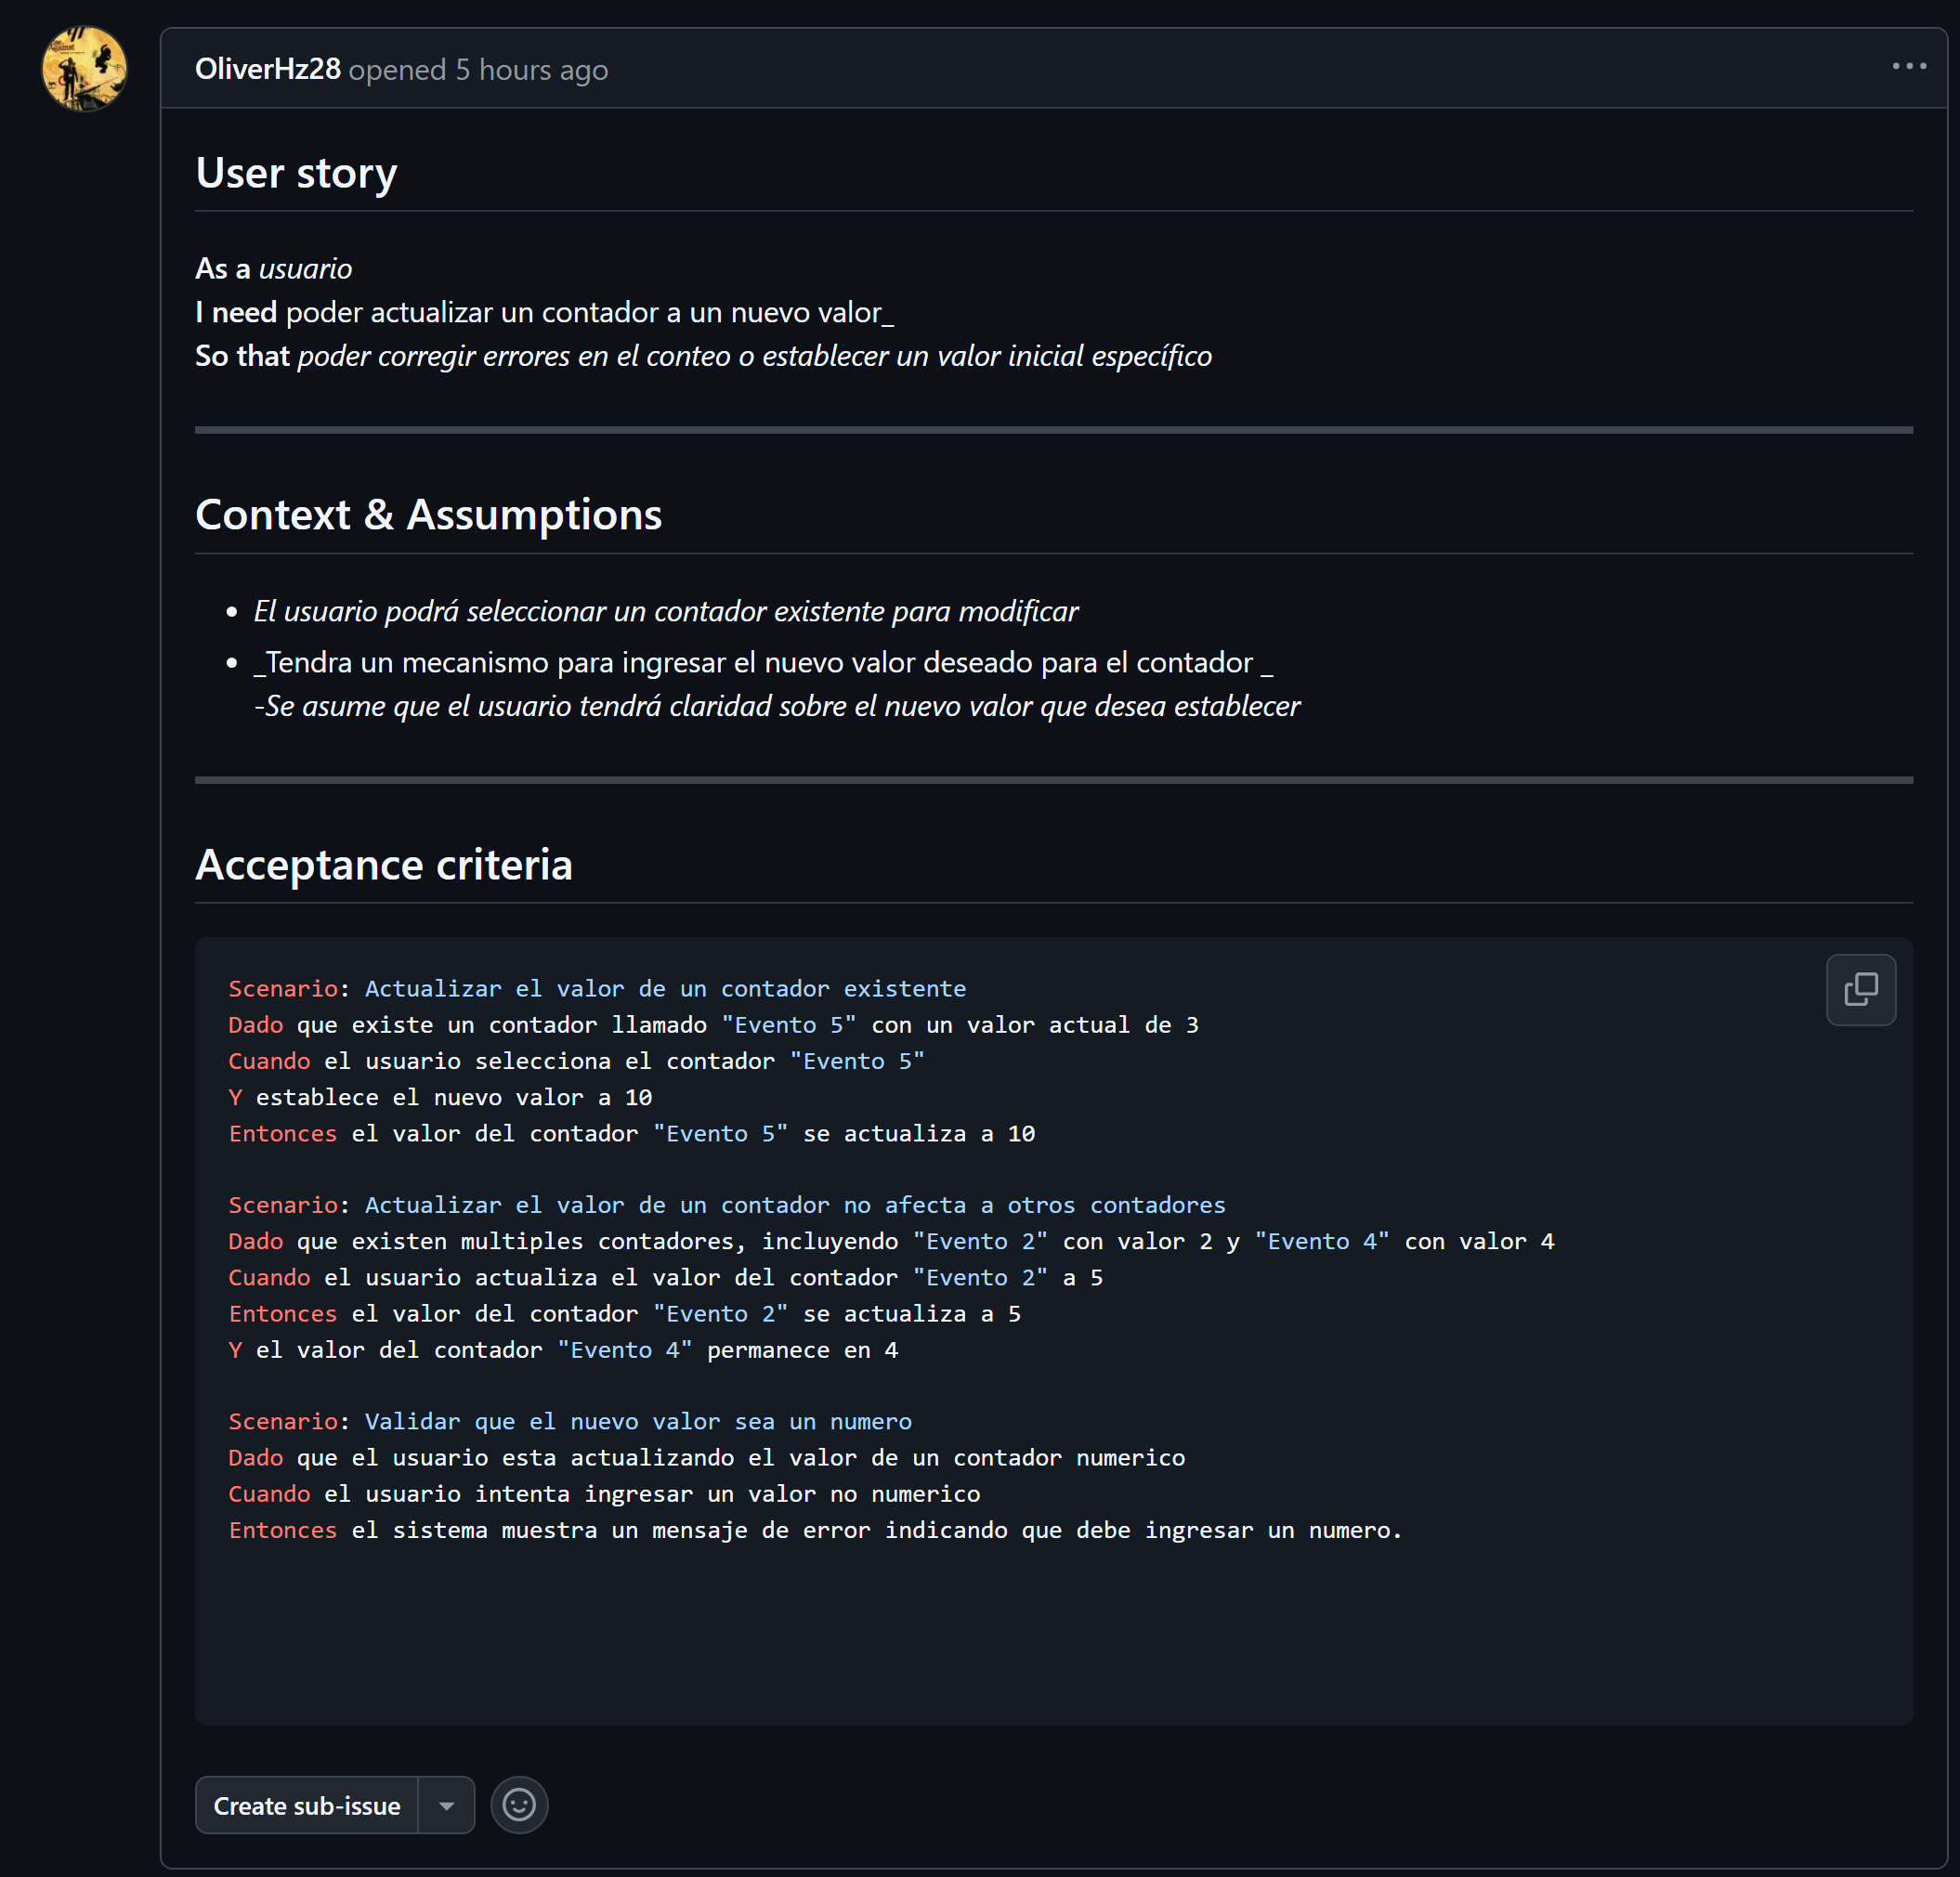 OliverHz28 opened 5 hours ago
User story
As a usuario
I need poder actualizar un contador a un nuevo valor_
So that poder corregir errores en el conteo o establecer un valor inicial específico
Context & Assumptions
• El usuario podrá seleccionar un contador existente para modificar
• _Tendra un mecanismo para ingresar el nuevo valor deseado para el contador _
-Se asume que el usuario tendrá claridad sobre el nuevo valor que desea establecer
Acceptance criteria
Scenario: Actualizar el valor de un contador existente
Dado que existe un contador llamado "Evento 5" con un valor actual de 3
Cuando el usuario selecciona el contador "Evento 5"
Y establece el nuevo valor a 10
Entonces el valor del contador "Evento 5" se actualiza a 10
Scenario: Actualizar el valor de un contador no afecta a otros contadores
Dado que existen multiples contadores, incluyendo "Evento 2" con valor 2 y "Evento 4" con valor 4
Cuando el usuario actualiza el valor del contador "Evento 2" a 5
Entonces el valor del contador "Evento 2" se actualiza a 5
Y el valor del contador "Evento 4" permanece en 4
Scenario: Validar que el nuevo valor sea un numero
Dado que el usuario esta actualizando el valor de un contador numerico
Cuando el usuario intenta ingresar un valor no numerico
Entonces el sistema muestra un mensaje de error indicando que debe ingresar un numero.
Create sub-issue